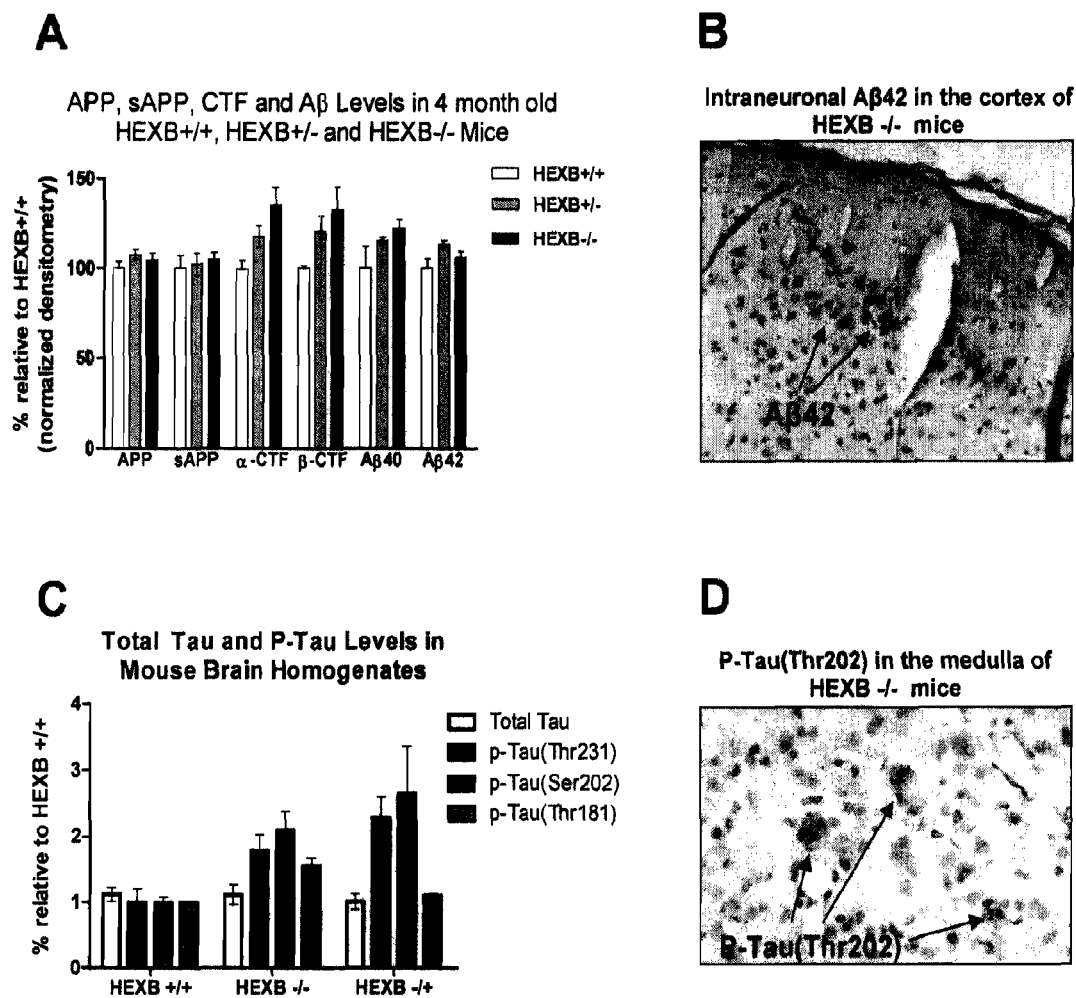 A
APP, sAPP, CTF and Aβ Levels in 4 month old
HEXB+/+, HEXB+/- and HEXB-/- Mice
% relative to HEXB+/+
(normalized densitometry)
150
100
50
0
APP sAPP α-CTF β-CTF Aβ40 Aβ42
HEXB+/+
HEXB+/-
HEXB-/-
B
Intraneuronal Aβ42 in the cortex of
HEXB -/- mice
Aβ42
C
Total Tau and P-Tau Levels in
Mouse Brain Homogenates
% relative to HEXB +/+
4
3
2
1
0
HEXB +/+ HEXB -/- HEXB -/+
Total Tau
p-Tau(Thr231)
p-Tau(Ser202)
p-Tau(Thr181)
D
P-Tau(Thr202) in the medulla of
HEXB -/- mice
P-Tau(Thr202)